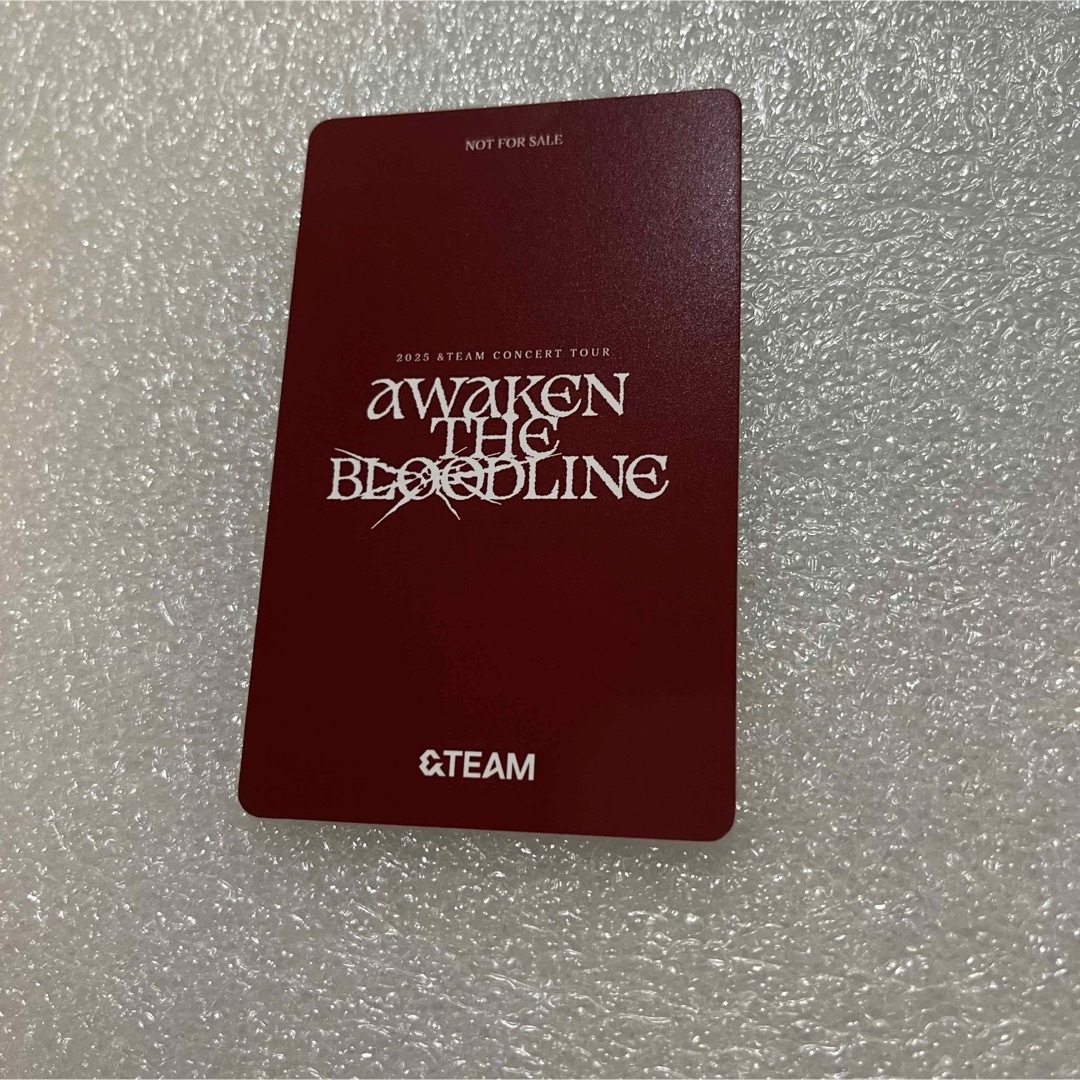 NOT FOR SALE
2025 &TEAM CONCERT TOUR
AWAKEN
THE
BLOODLINE
&TEAM